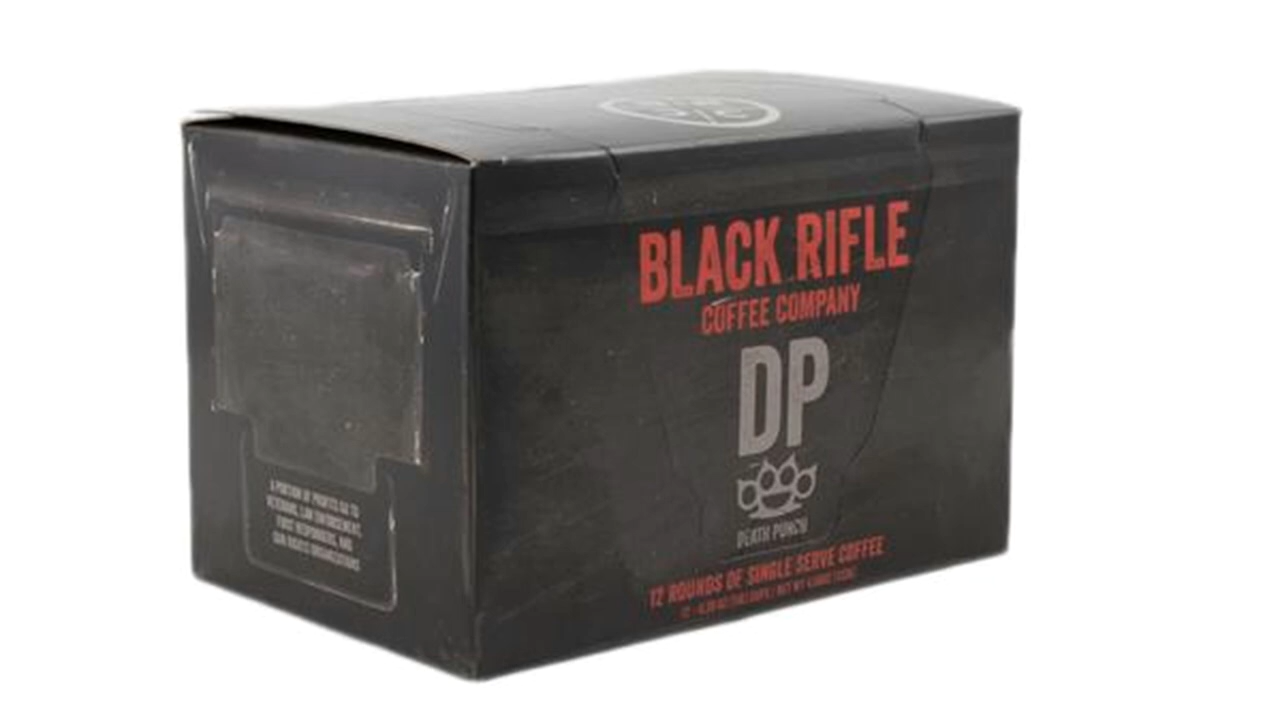 BLACK RIFLE
COFFEE COMPANY
DP
DEATH PUNCH
12 ROUNDS OF SINGLE SERVE COFFEE
A PORTION OF PROFITS GO TO
VETERANS, LAW ENFORCEMENT,
FIRST RESPONDERS, AND
GUN RIGHTS ORGANIZATIONS